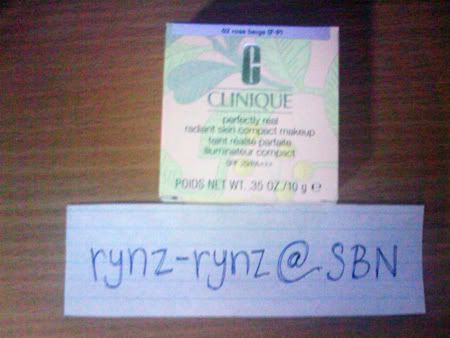 02 rose beige (F-P)
C
CLINIQUE
perfectly real
radiant skin compact makeup
teint réalité parfaite
illuminateur compact
POIDS NET WT. .35 OZ./10 g e
rynz-rynz@SBN